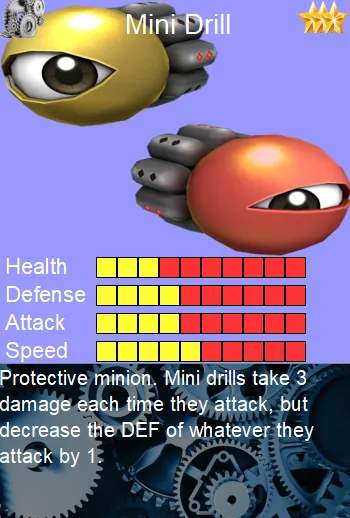 Mini Drill
Health
Defense
Attack
Speed
Protective minion. Mini drills take 3
damage each time they attack, but
decrease the DEF of whatever they
attack by 1.